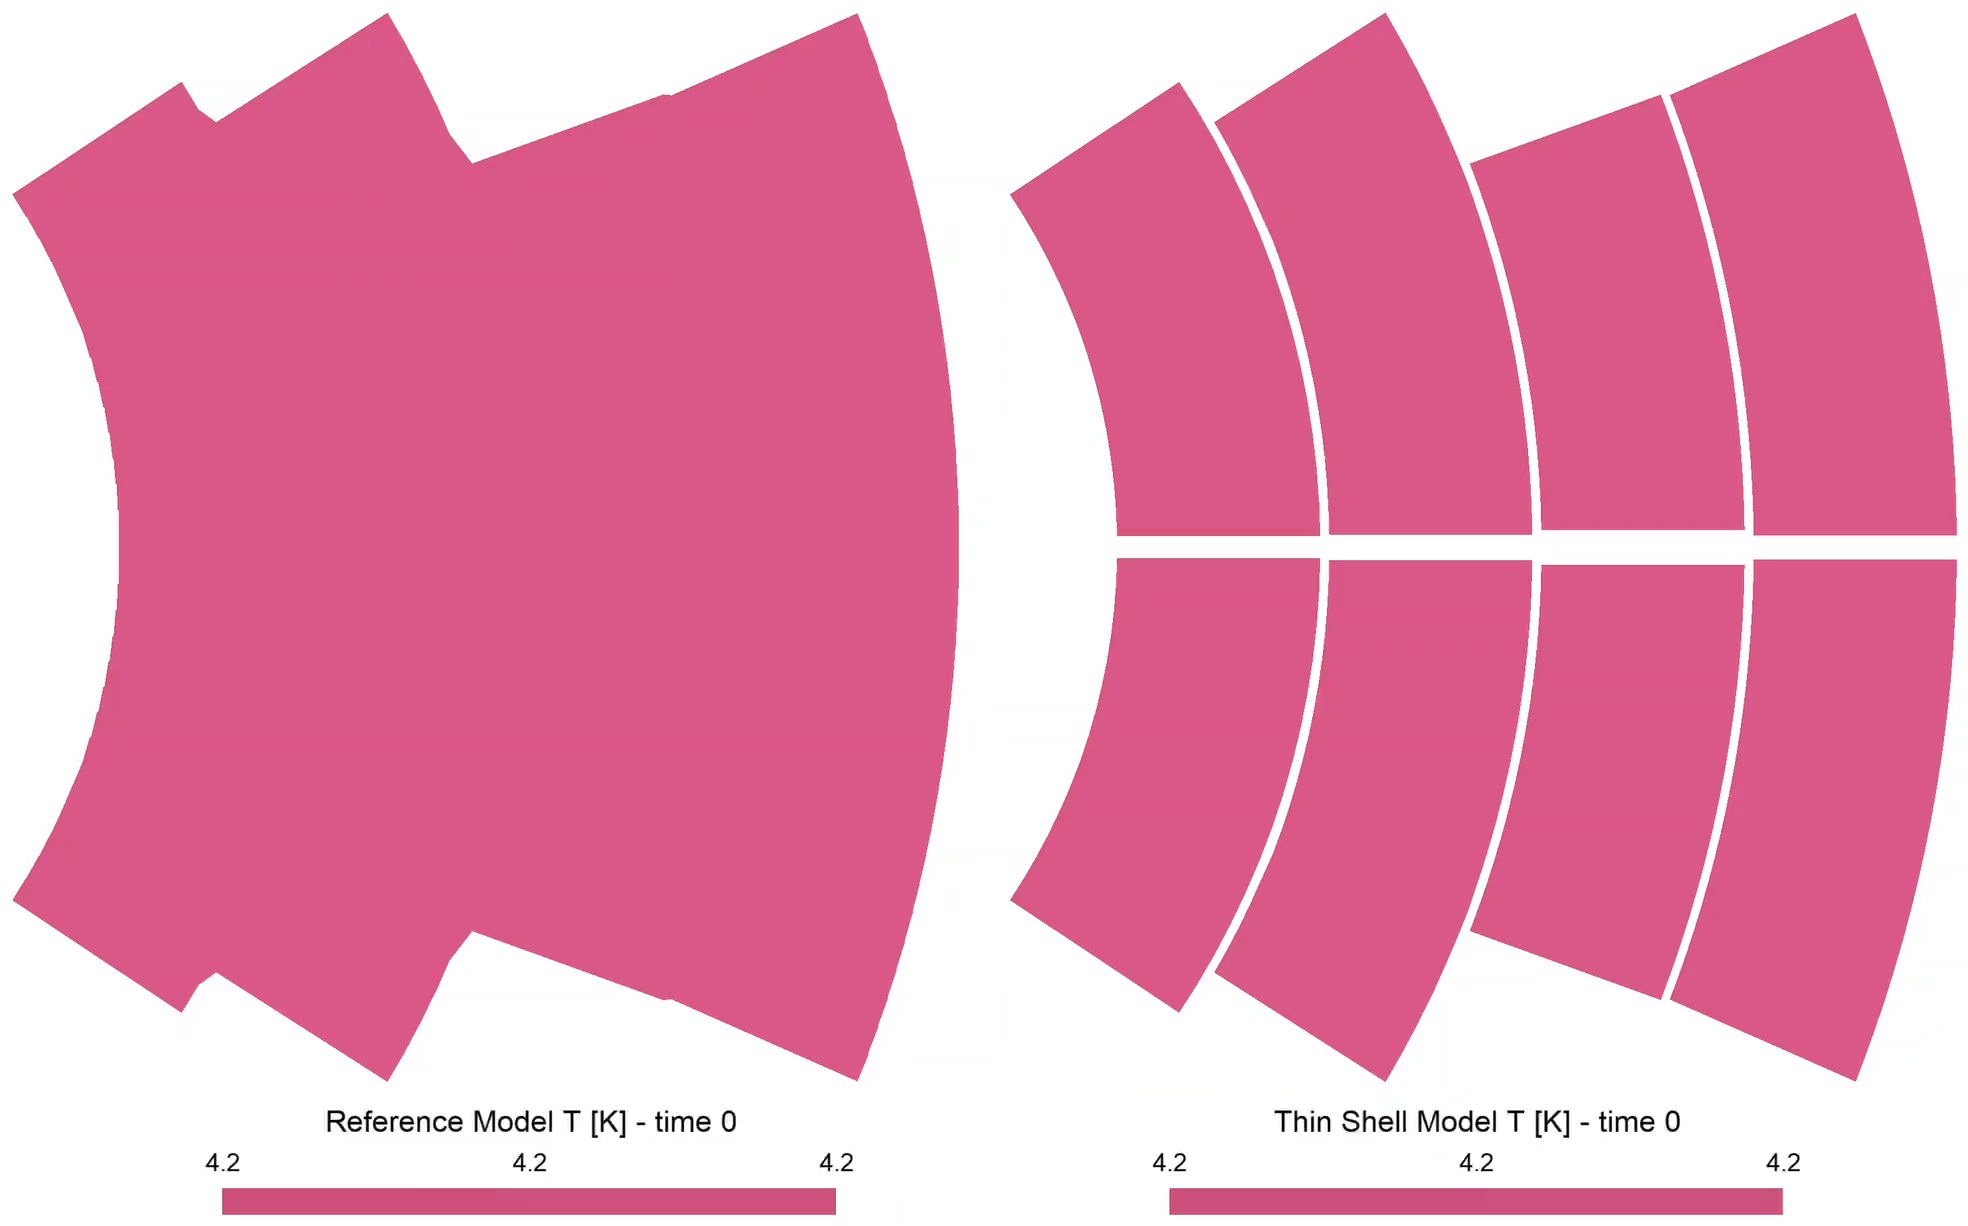 Reference Model T [K] - time 0
4.2 4.2 4.2
Thin Shell Model T [K] - time 0
4.2 4.2 4.2